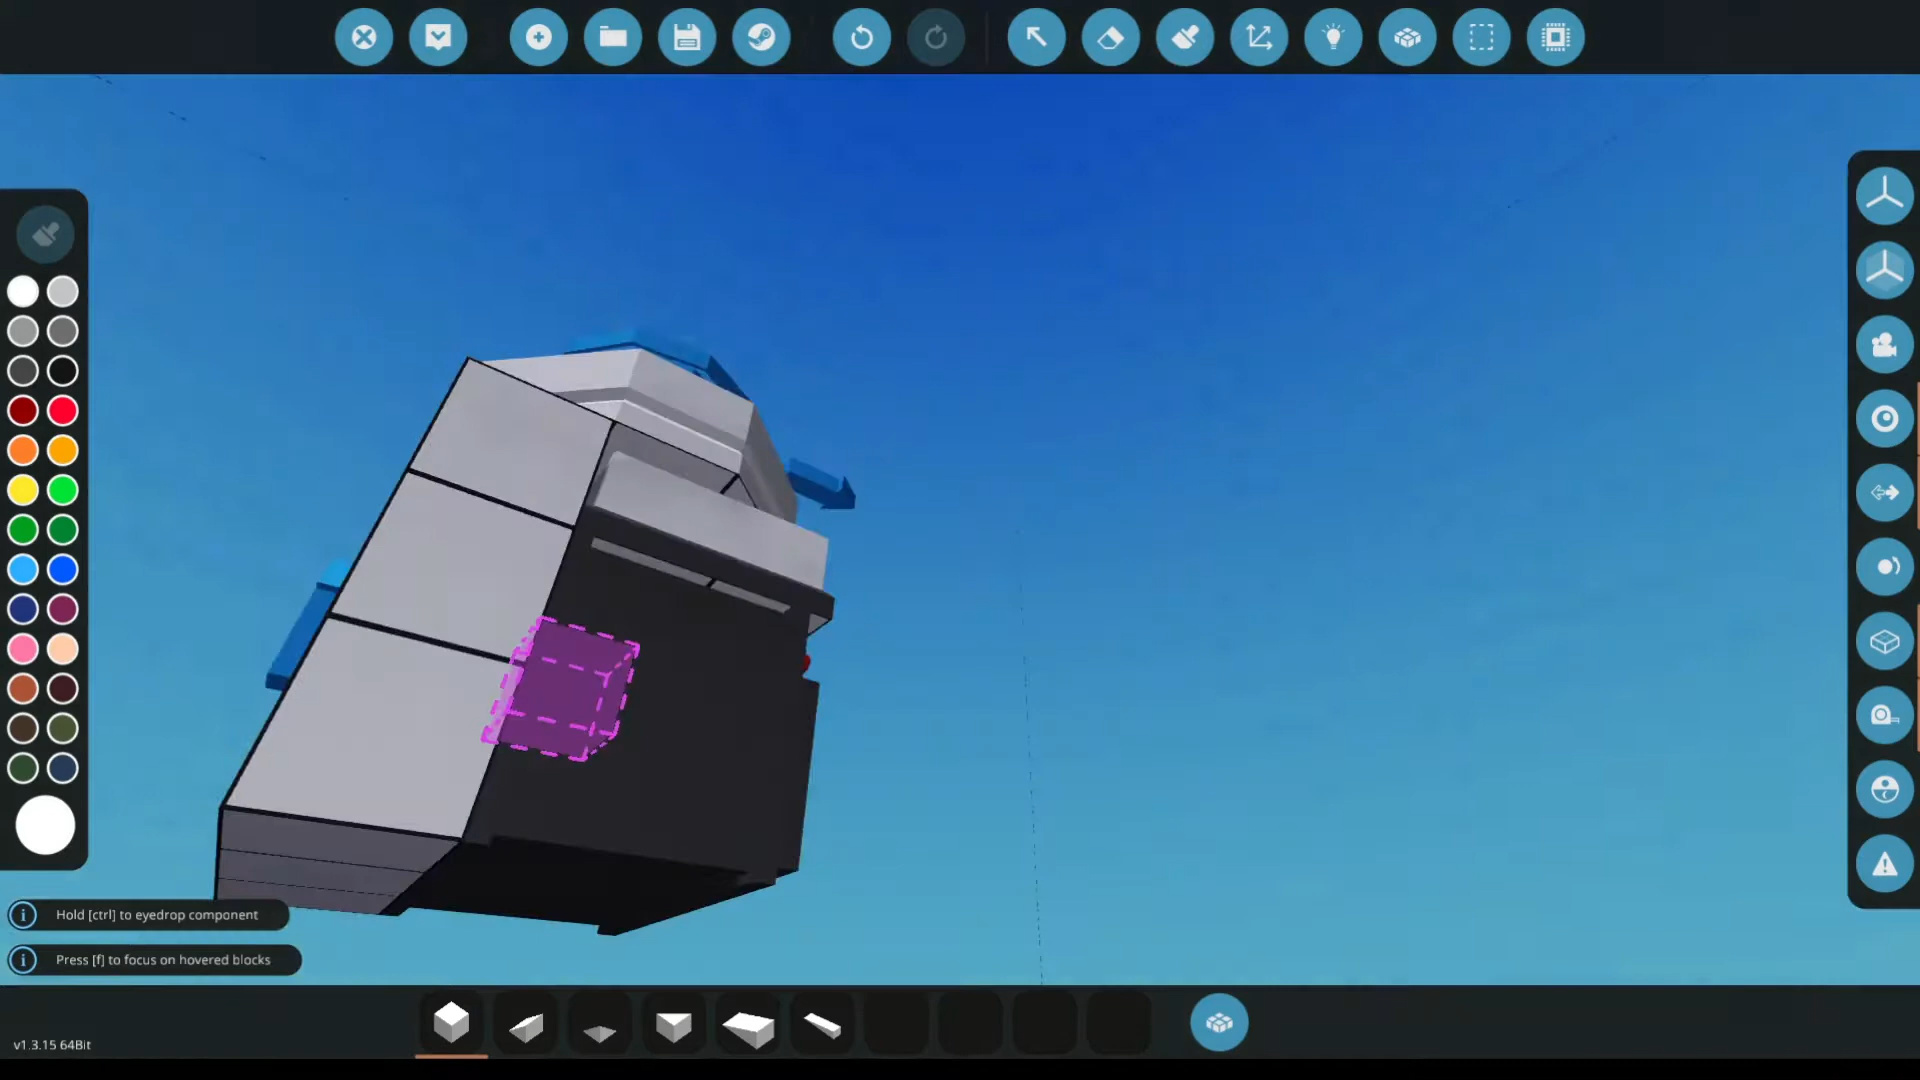 Hold [ctrl] to eyedrop component
Press [f] to focus on hovered blocks
v1.3.15 64Bit